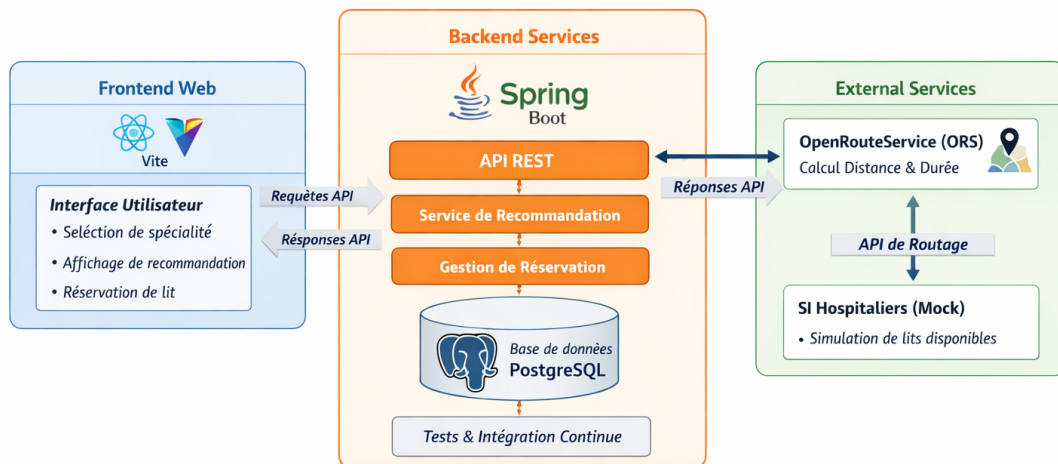 Frontend Web
Vite
Interface Utilisateur
• Seléction de spécialité
• Affichage de recommandation
• Réservation de lit
Requètes API
Résponses API
Backend Services
Spring
Boot
API REST
Service de Recommandation
Gestion de Réservation
Base de données
PostgreSQL
Tests & Intégration Continue
Réponses API
External Services
OpenRouteService (ORS)
Calcul Distance & Durée
API de Routage
SI Hospitaliers (Mock)
• Simulation de lits disponibles